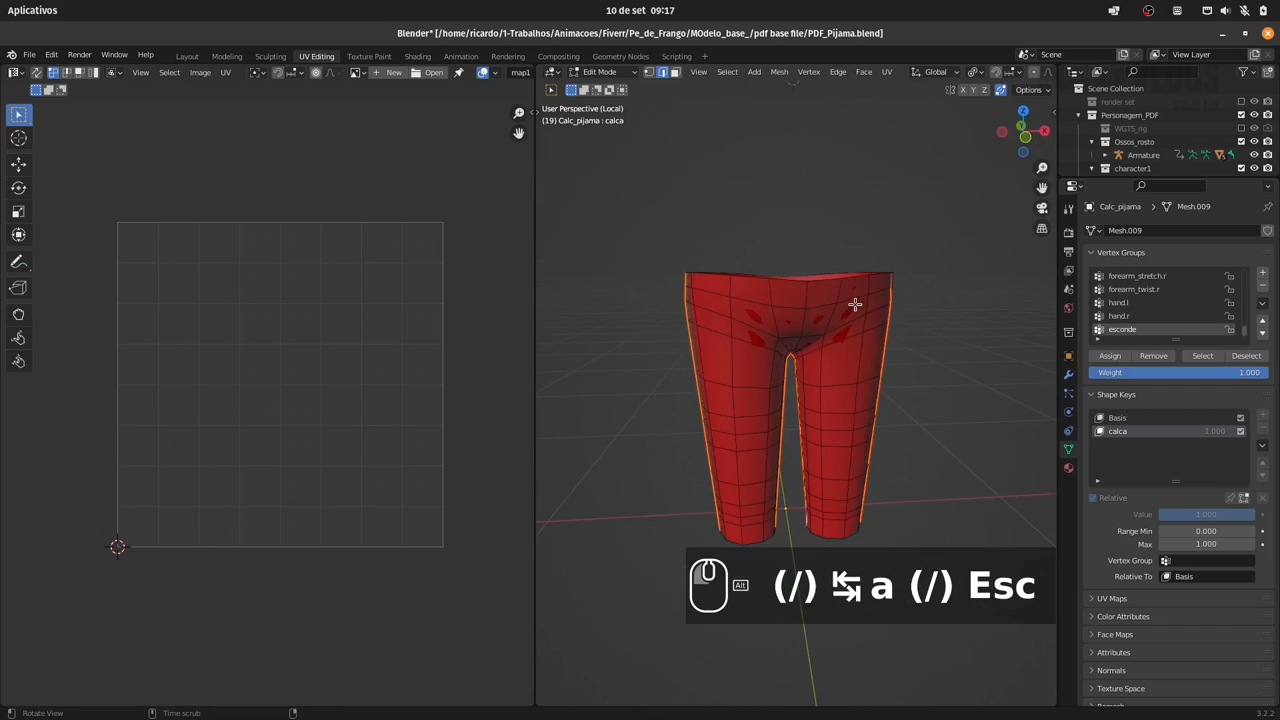 Aplicativos
10 de set 09:17
Blender* [/home/ricardo/1-Trabalhos/Animacoes/Fiverr/Pe_de_Frango/MOdelo_base_/pdf base file/PDF_Pijama.blend]
File Edit Render Window Help Layout Modeling Sculpting UV Editing Texture Paint Shading Animation Rendering Compositing Geometry Nodes Scripting + Scene View Layer
View Select Image UV New Open map1 Edit Mode View Select Add Mesh Vertex Edge Face UV Global
X Y Z Options
Scene Collection
render set
Personagem_PDF
WGTS_rig
Ossos_rosto
Armature
character1
User Perspective (Local)
(19) Calc_pijama : calca
Z
X
Y
Calc_pijama > Mesh.009
Mesh.009
Vertex Groups
forearm_stretch.r
forearm_twist.r
hand.l
hand.r
esconde
Assign Remove Select Deselect
Weight 1.000
Shape Keys
Basis
calca 1.000
Relative
Value 1.000
Range Min 0.000
Max 1.000
Vertex Group
Relative To Basis
UV Maps
Color Attributes
Face Maps
Attributes
Normals
Texture Space
Alt (/) ↹ a (/) Esc
Rotate View Time scrub 3.2.2